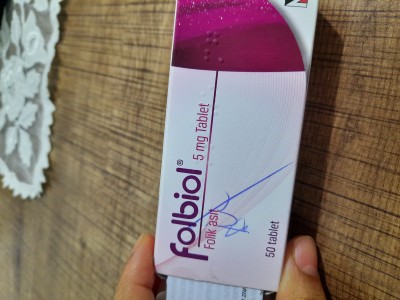 folbiol® 5 mg Tablet
Folik asit
50 tablet